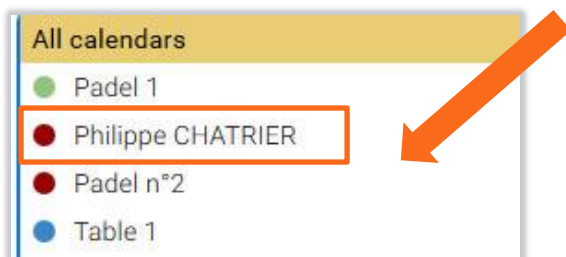 All calendars
Padel 1
Philippe CHATRIER
Padel n°2
Table 1